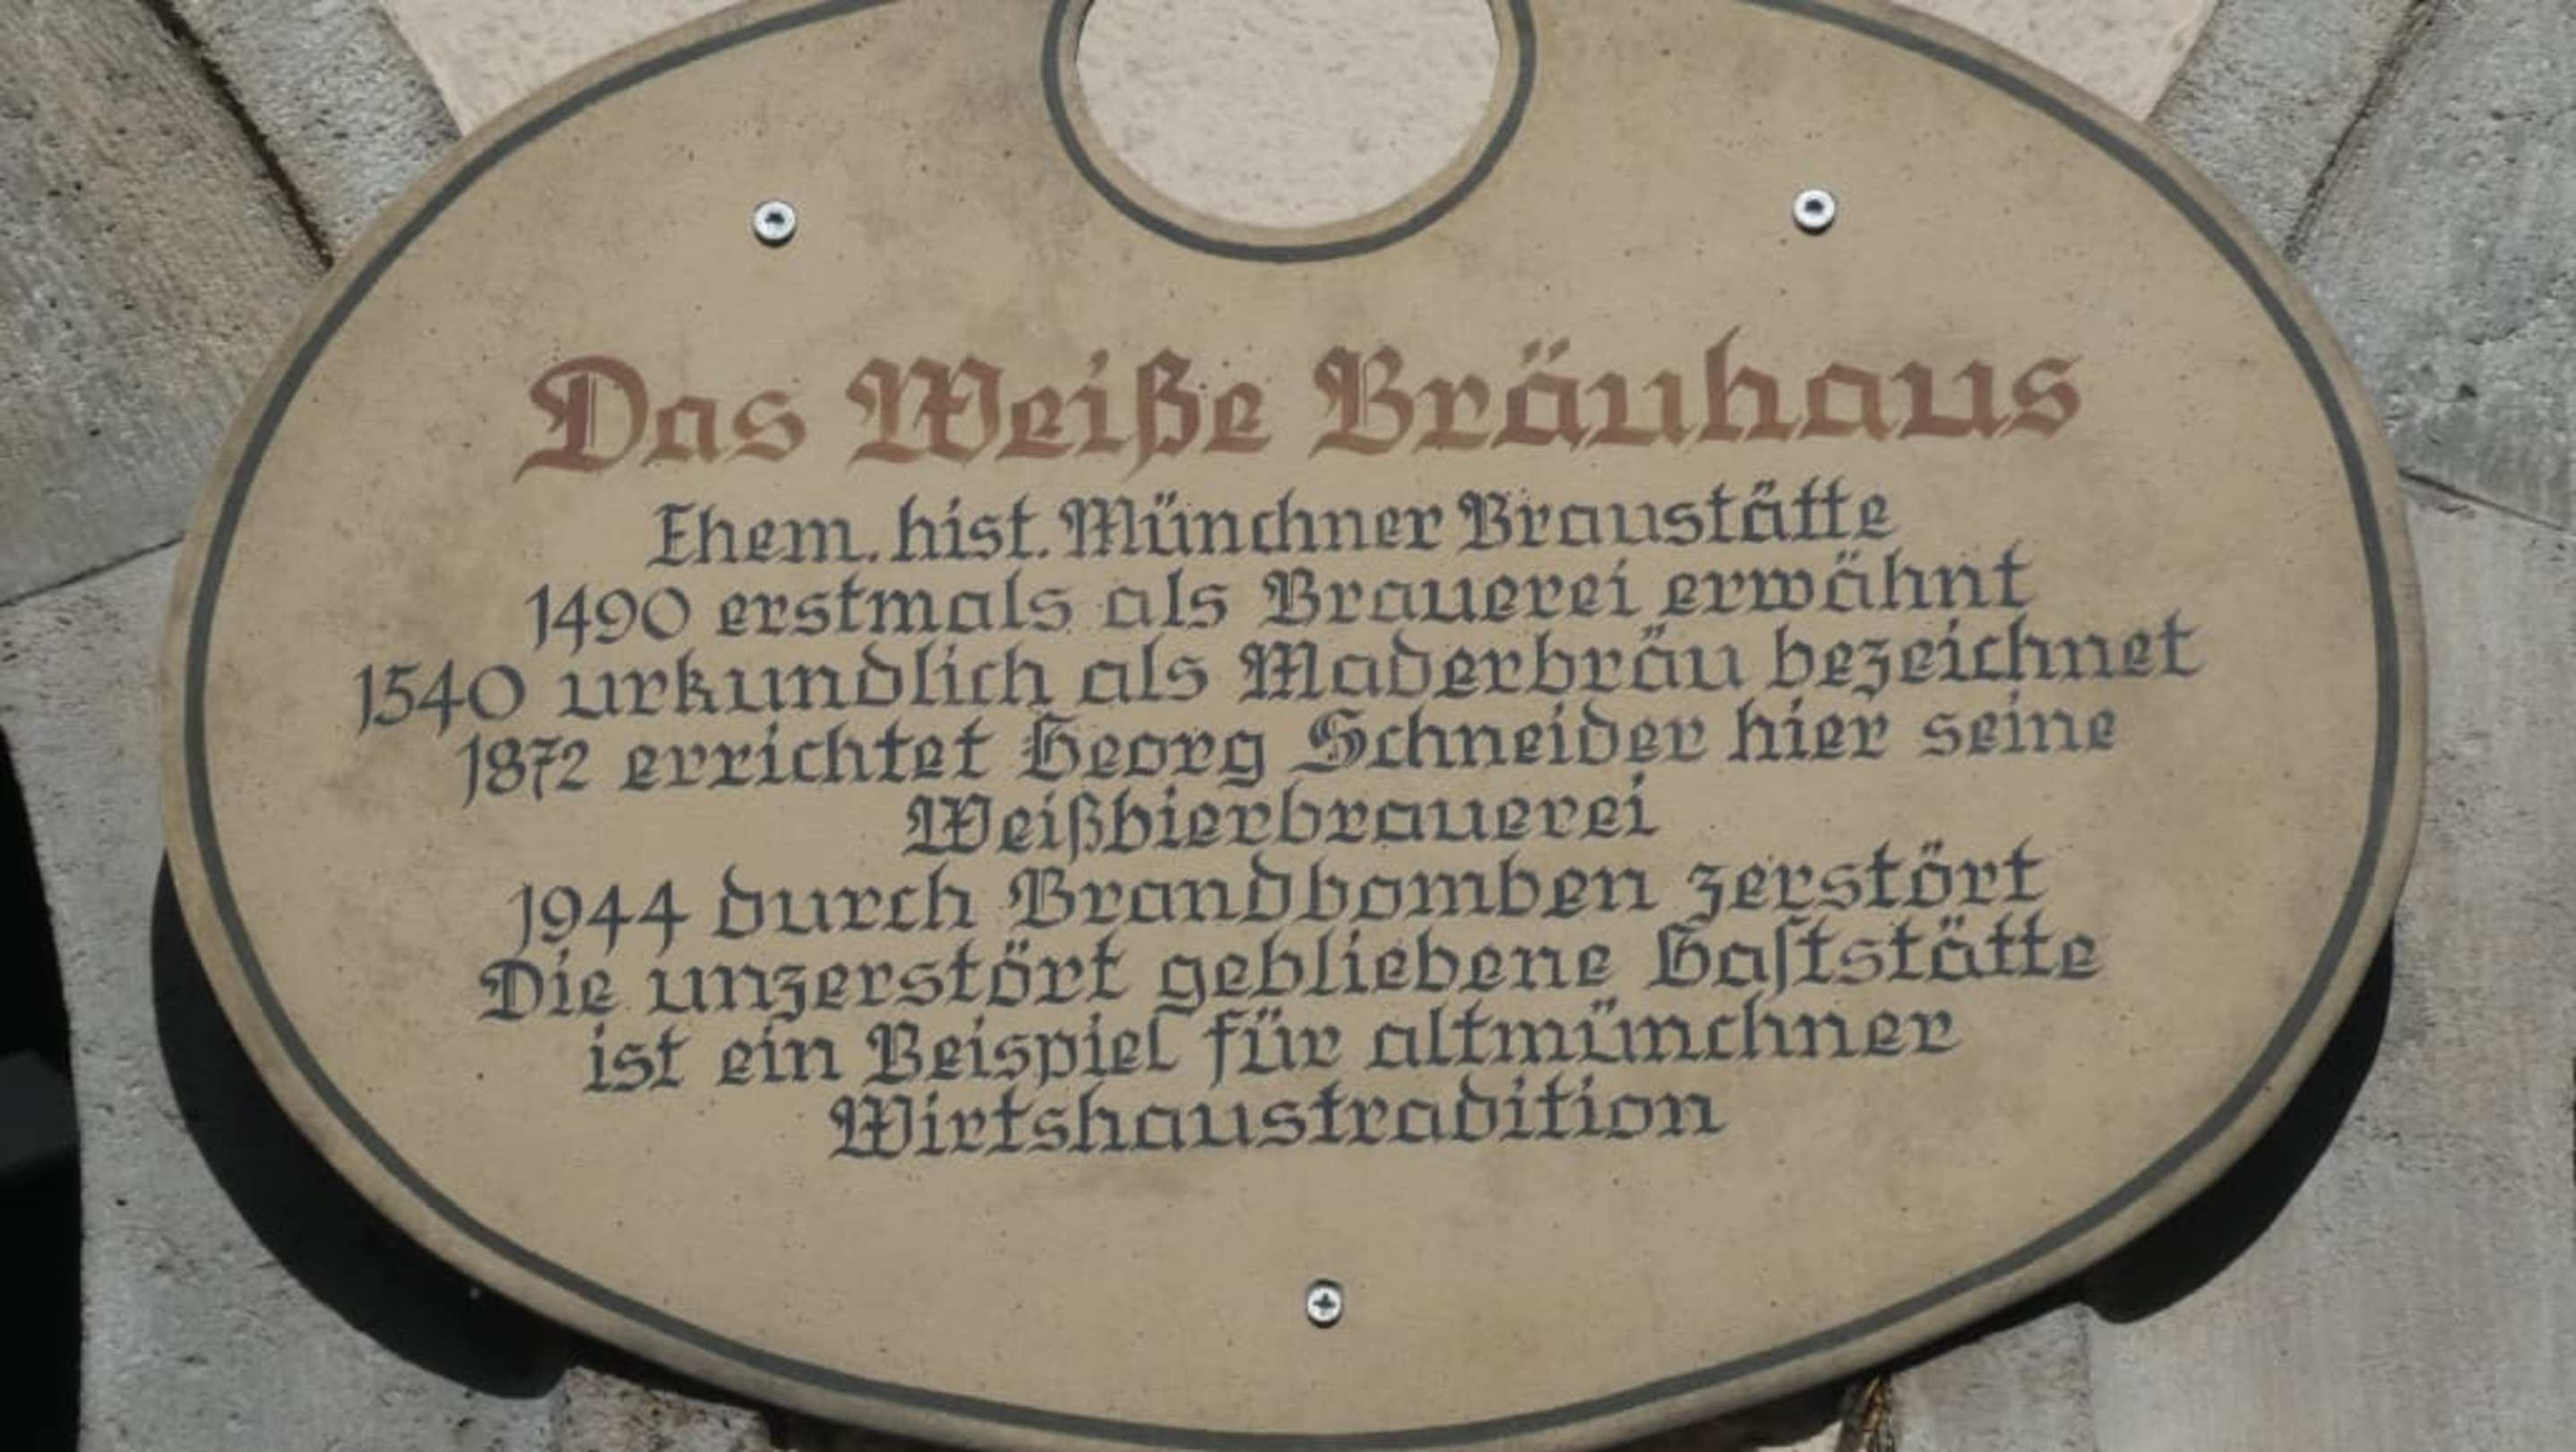 Das Weiße Bräuhaus
Ehem. hist. Münchner Braustätte
1490 erstmals als Brauerei erwähnt
1540 urkundlich als Maderbräu bezeichnet
1872 errichtet Georg Schneider hier seine
Weißbierbrauerei
1944 durch Brandbomben zerstört
Die unzerstört gebliebene Gaſtstätte
ist ein Beispiel für altmünchner
Wirtshaustradition